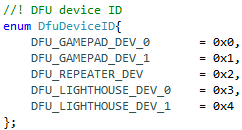 //! DFU device ID
enum DfuDeviceID{
    DFU_GAMEPAD_DEV_0       = 0x0,
    DFU_GAMEPAD_DEV_1       = 0x1,
    DFU_REPEATER_DEV        = 0x2,
    DFU_LIGHTHOUSE_DEV_0    = 0x3,
    DFU_LIGHTHOUSE_DEV_1    = 0x4
};